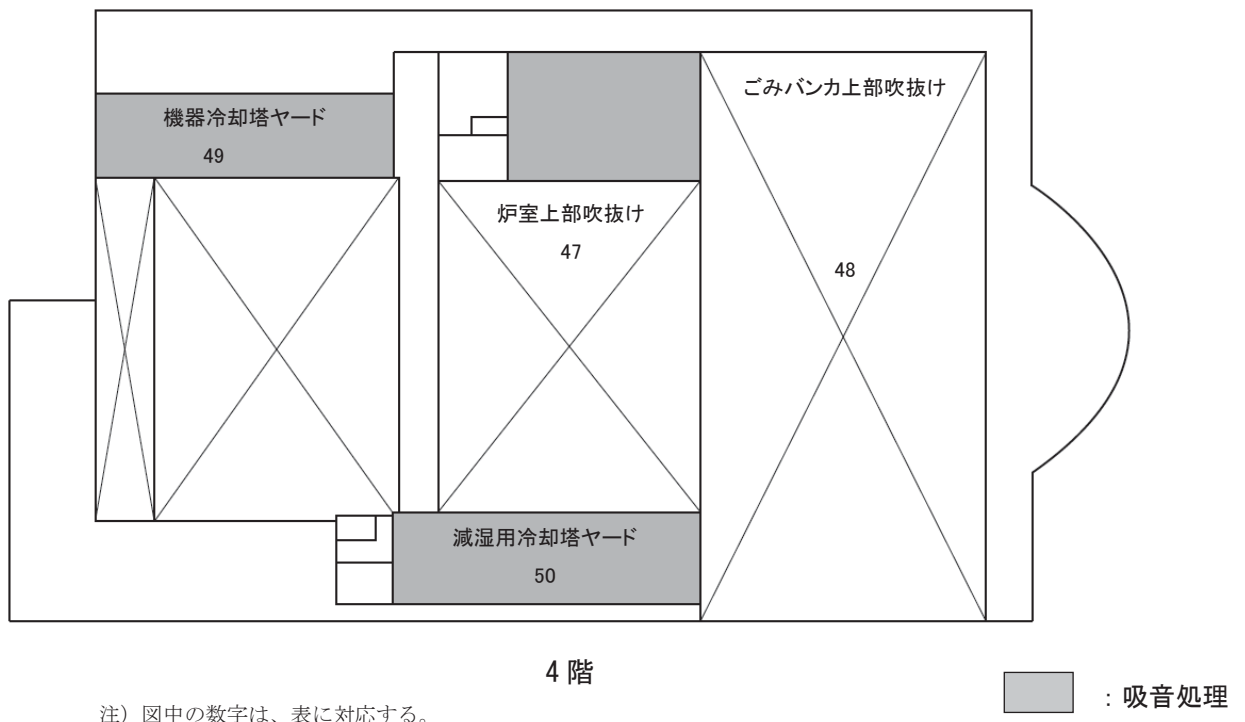 ごみバンカ上部吹抜け
機器冷却塔ヤード
49
炉室上部吹抜け
47
48
減湿用冷却塔ヤード
50
4階
：吸音処理
注）図中の数字は、表に対応する。